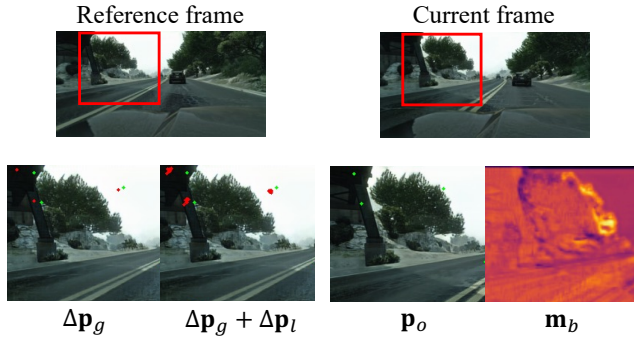 Reference frame
Current frame
Δp_g
Δp_g + Δp_l
p_o
m_b